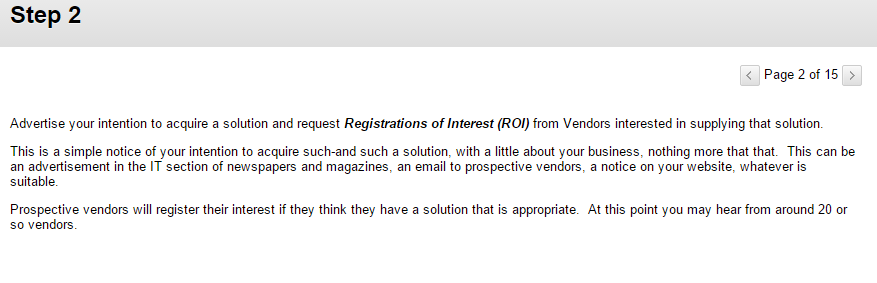 Step 2
Page 2 of 15
Advertise your intention to acquire a solution and request Registrations of Interest (ROI) from Vendors interested in supplying that solution.
This is a simple notice of your intention to acquire such-and such a solution, with a little about your business, nothing more that that.  This can be
an advertisement in the IT section of newspapers and magazines, an email to prospective vendors, a notice on your website, whatever is
suitable.
Prospective vendors will register their interest if they think they have a solution that is appropriate.  At this point you may hear from around 20 or
so vendors.